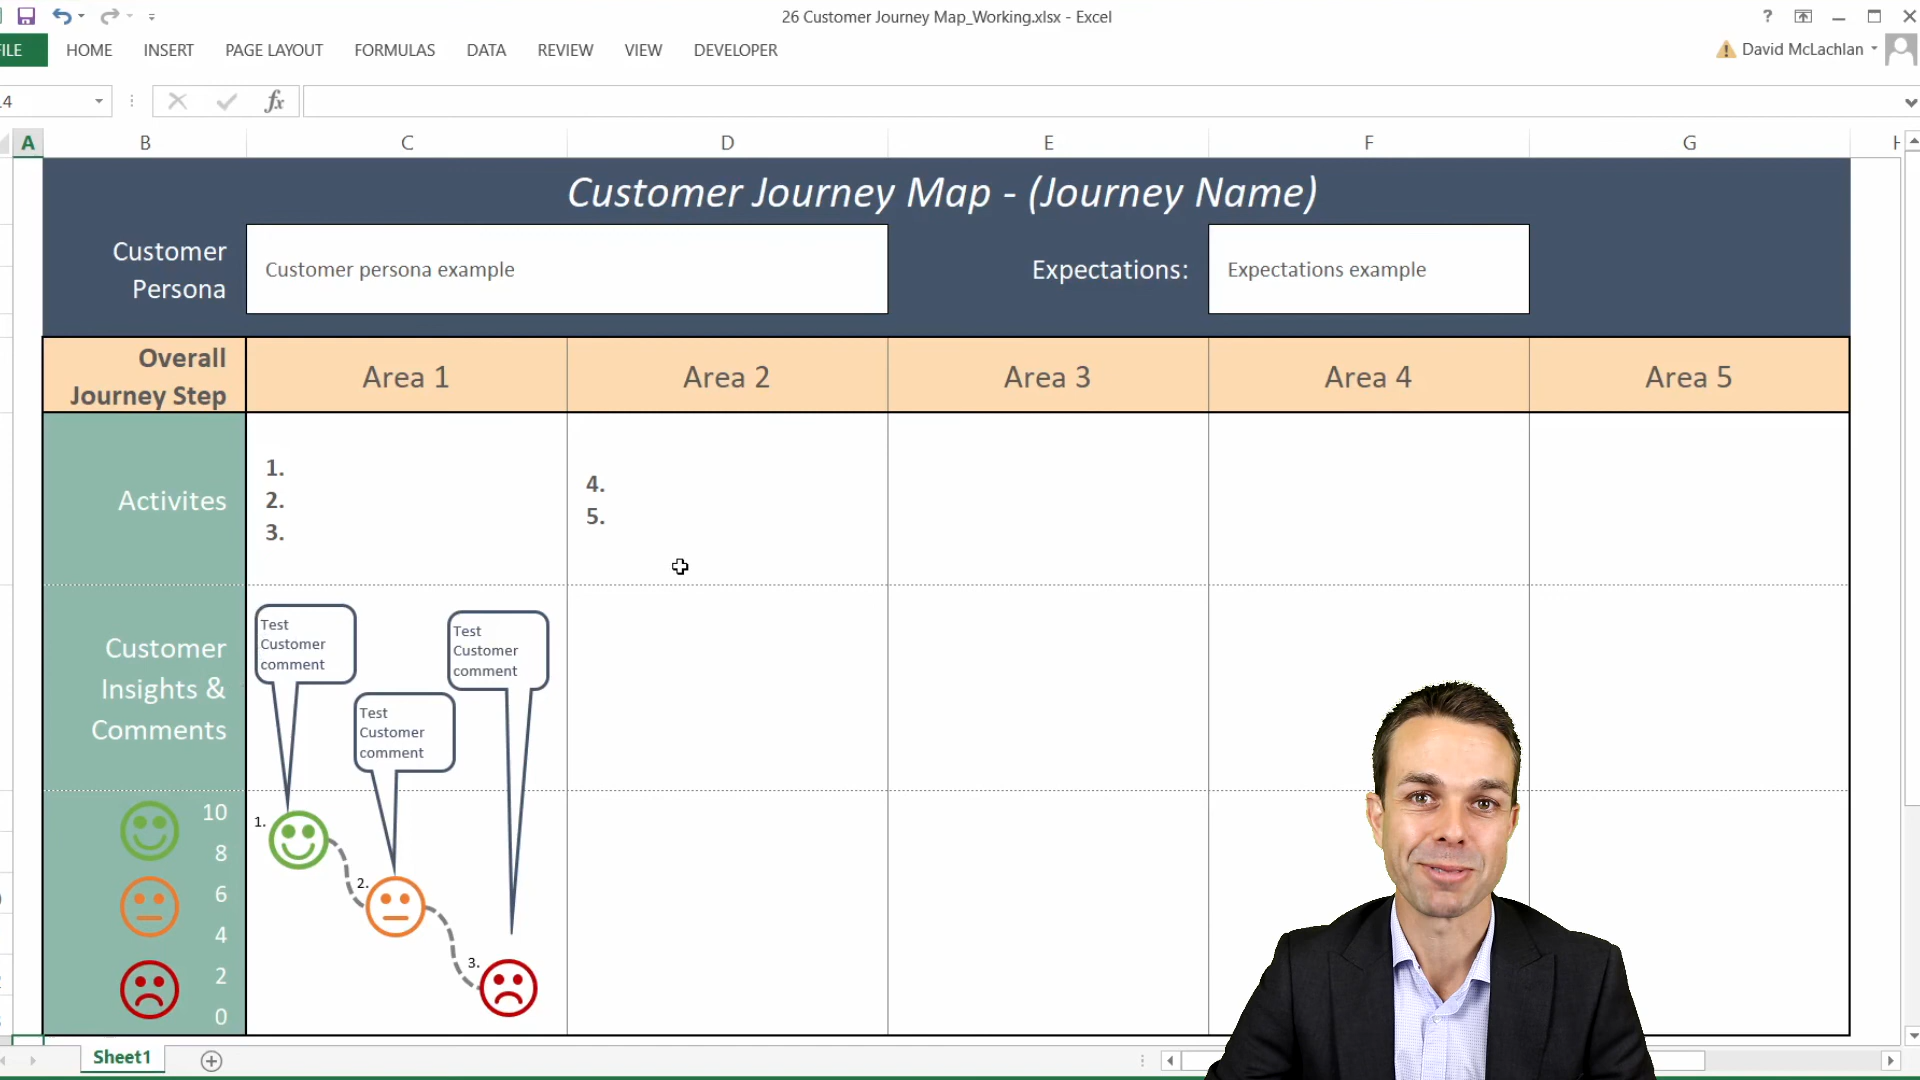 26 Customer Journey Map_Working.xlsx - Excel
?
FILE HOME INSERT PAGE LAYOUT FORMULAS DATA REVIEW VIEW DEVELOPER
David McLachlan
fx
A B C D E F G
Customer Journey Map - (Journey Name)
Customer
Persona
Customer persona example
Expectations:
Expectations example
Overall
Journey Step
Area 1 Area 2 Area 3 Area 4 Area 5
Activites
1.
2.
3.
4.
5.
Customer
Insights &
Comments
Test
Customer
comment
Test
Customer
comment
Test
Customer
comment
10
8
6
4
2
0
1.
2.
3.
Sheet1